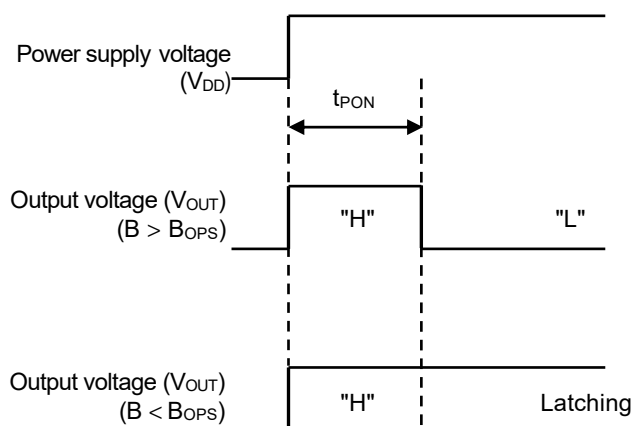 Power supply voltage
(VDD)
tPON
Output voltage (VOUT)
(B > BOPS)
"H"
"L"
Output voltage (VOUT)
(B < BOPS)
"H"
Latching